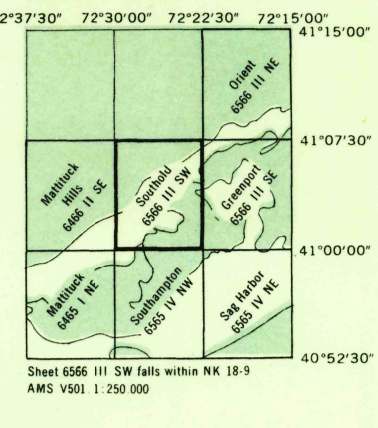 2°37'30" 72°30'00" 72°22'30" 72°15'00"
41°15'00"
Orient
6566 III NE
41°07'30"
Mattituck
Hills
6466 II SE
Southold
6566 III SW
Greenport
6566 III SE
41°00'00"
Mattituck
6465 I NE
Southampton
6565 IV NW
Sag Harbor
6565 IV NE
40°52'30"
Sheet 6566 III SW falls within NK 18-9
AMS V501 1:250.000